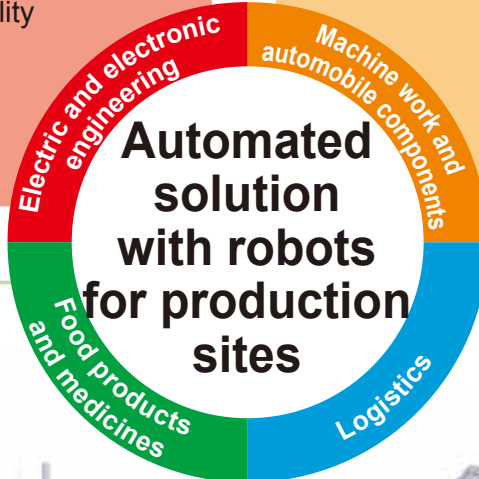 lity
Electric and electronic
engineering
Machine work and
automobile components
Automated
solution
with robots
for production
sites
Food products
and medicines
Logistics